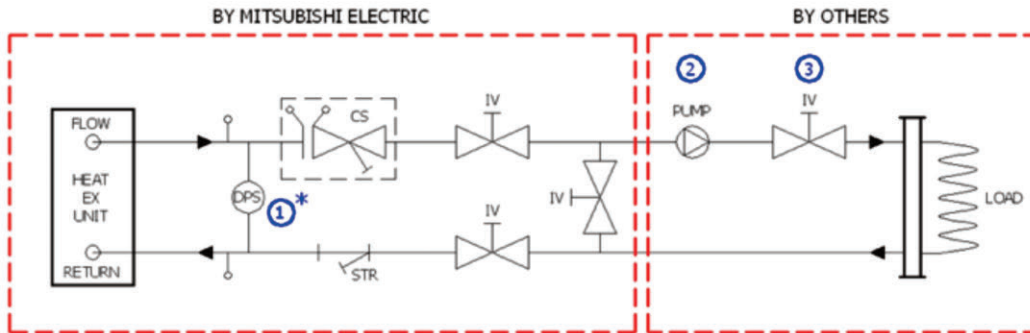 BY MITSUBISHI ELECTRIC
BY OTHERS
2
3
PUMP
IV
CS
IV
FLOW
HEAT
EX
UNIT
RETURN
DPS
1*
IV
IV
STR
LOAD